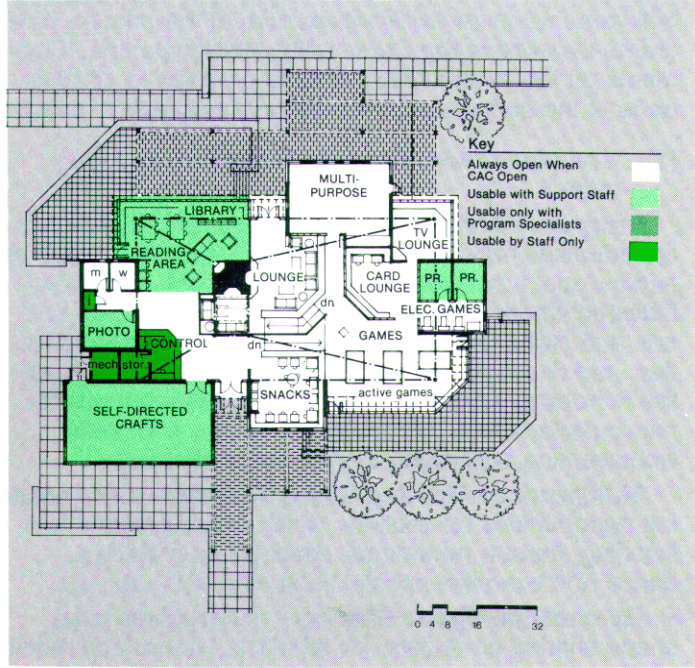 Key
Always Open When
CAC Open
Usable with Support Staff
Usable only with
Program Specialists
Usable by Staff Only
MULTI-
PURPOSE
LIBRARY
READING
AREA
TV
LOUNGE
LOUNGE
CARD
LOUNGE
PR.
PR.
m
w
j
dn
ELEC. GAMES
PHOTO
CONTROL
dn
GAMES
mech
stor.
SNACKS
active games
SELF-DIRECTED
CRAFTS
0 4 8 16 32